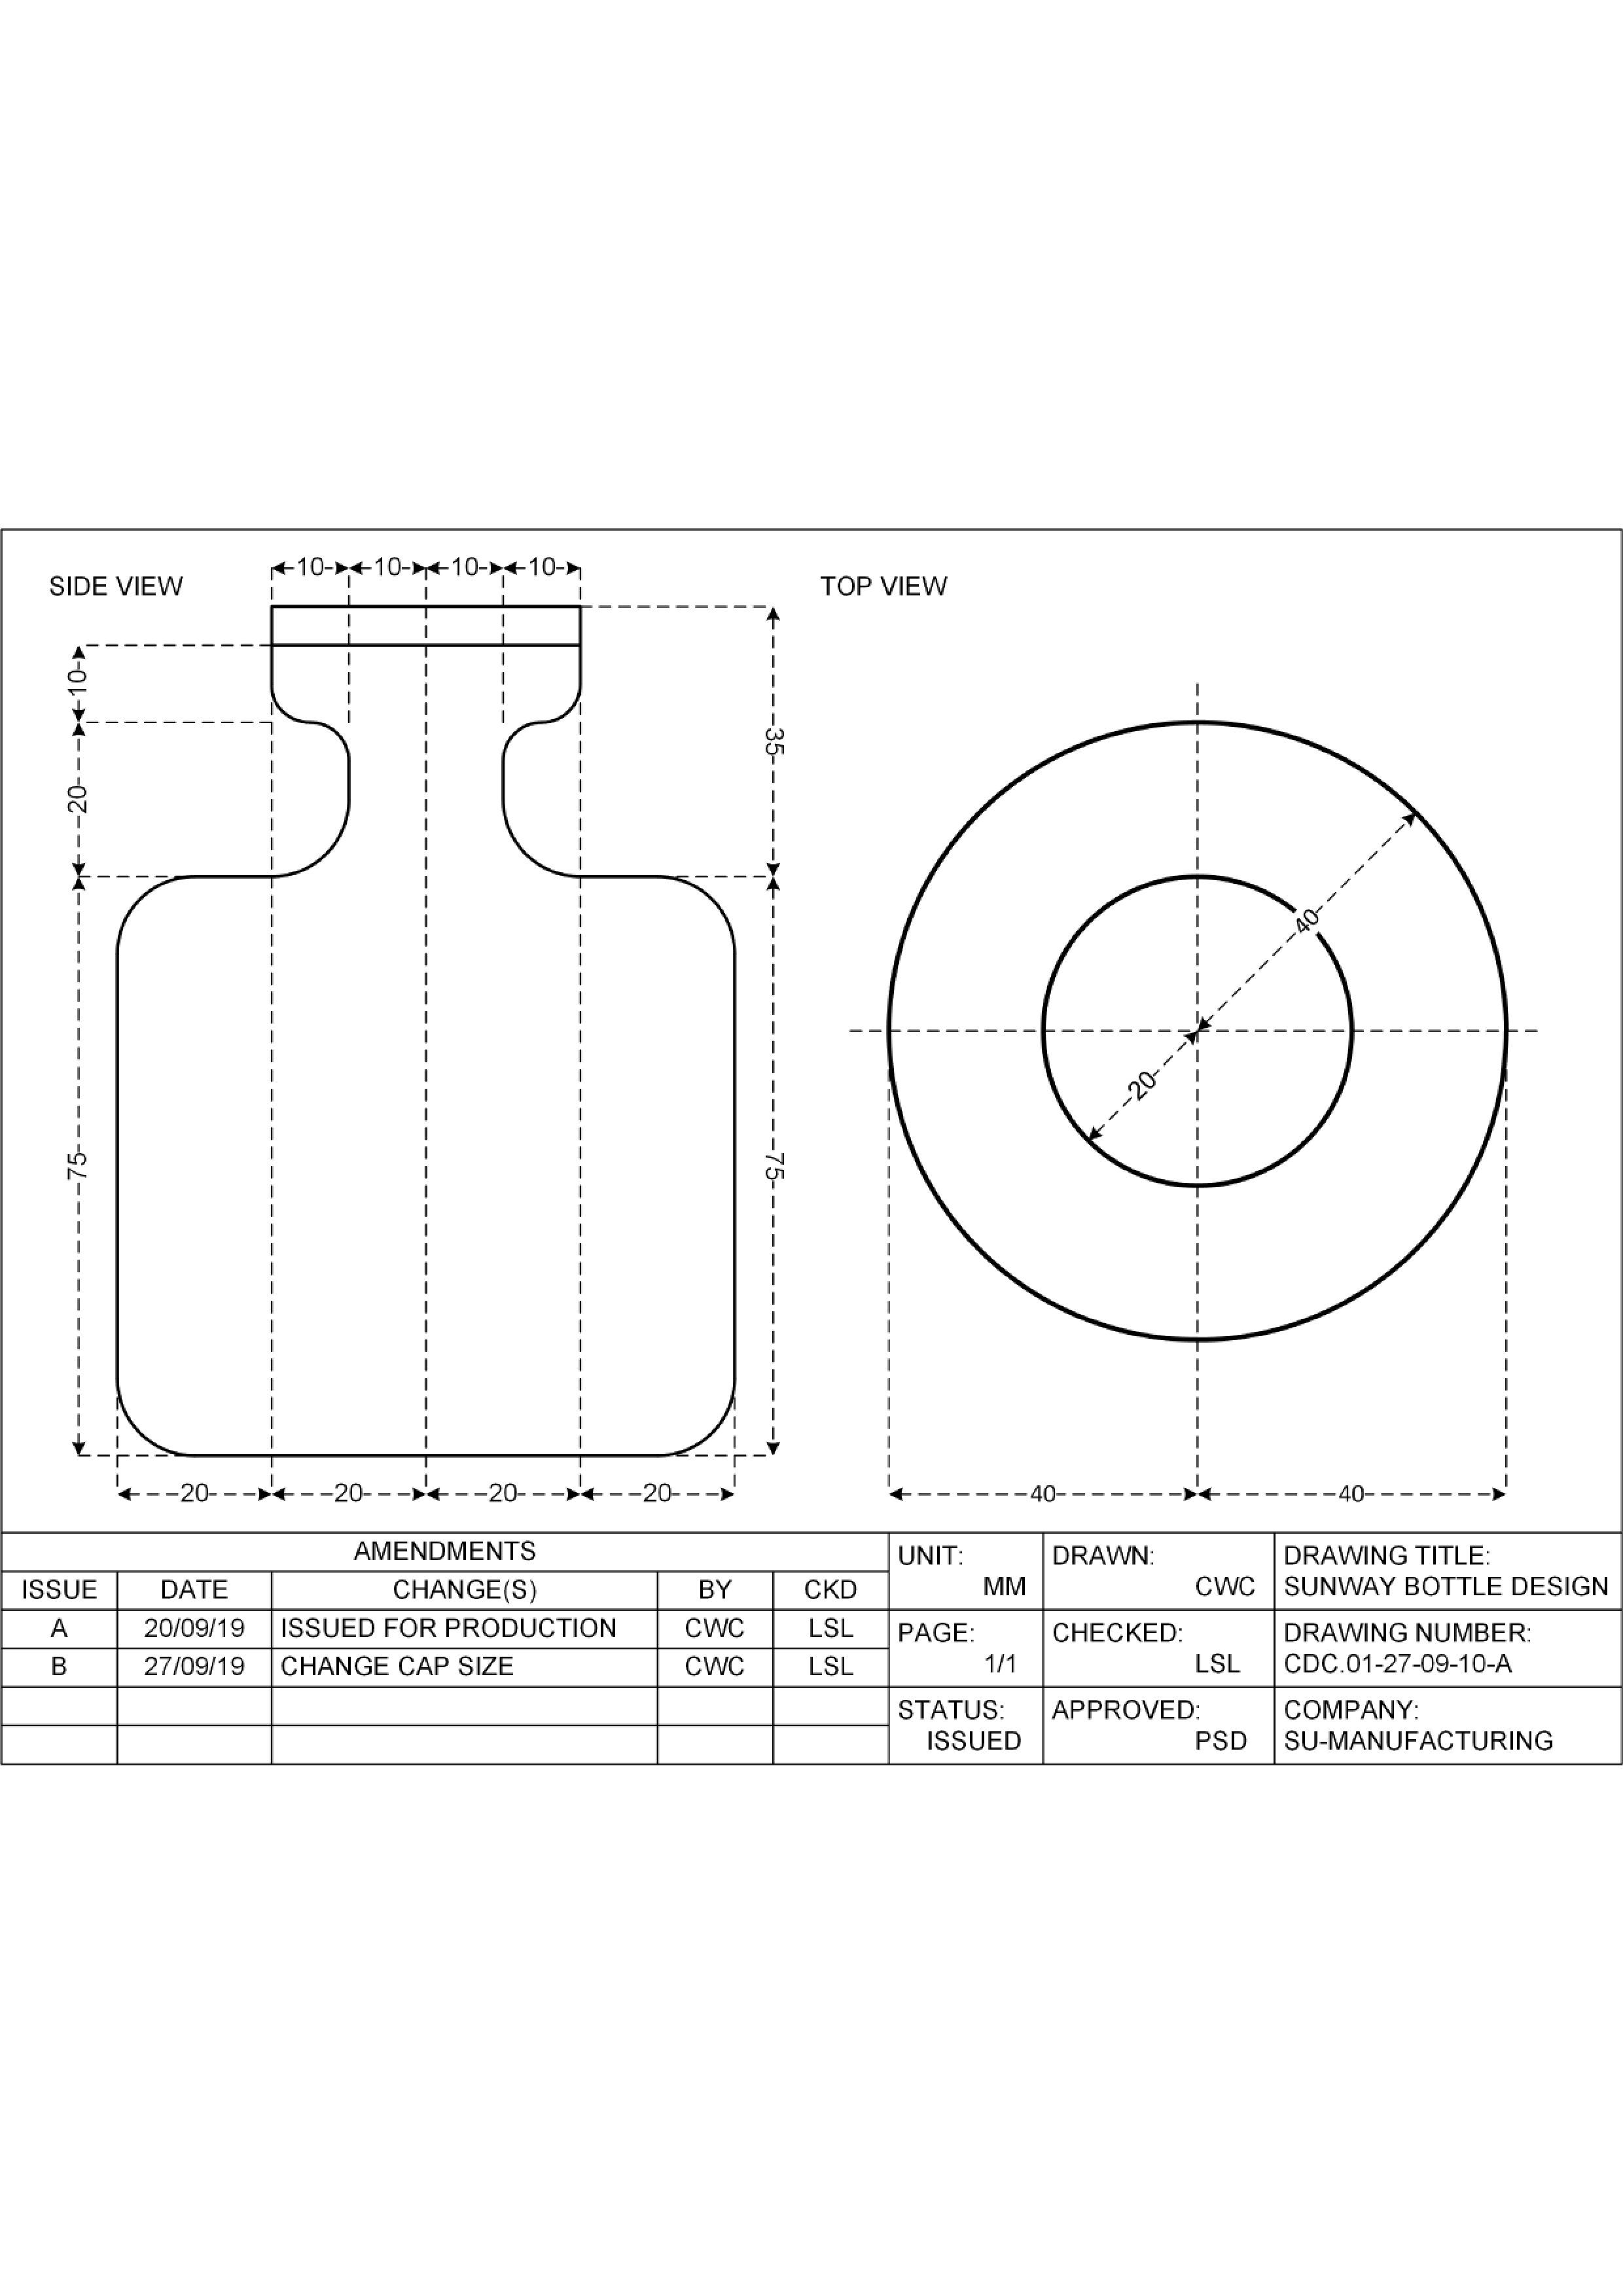 SIDE VIEW
TOP VIEW
10 10 10 10
10
20
75
35
75
20 20 20 20
40
20
40 40
AMENDMENTS
ISSUE DATE CHANGE(S) BY CKD
A 20/09/19 ISSUED FOR PRODUCTION CWC LSL
B 27/09/19 CHANGE CAP SIZE CWC LSL
UNIT:
MM
DRAWN:
CWC
DRAWING TITLE:
SUNWAY BOTTLE DESIGN
PAGE:
1/1
CHECKED:
LSL
DRAWING NUMBER:
CDC.01-27-09-10-A
STATUS:
ISSUED
APPROVED:
PSD
COMPANY:
SU-MANUFACTURING